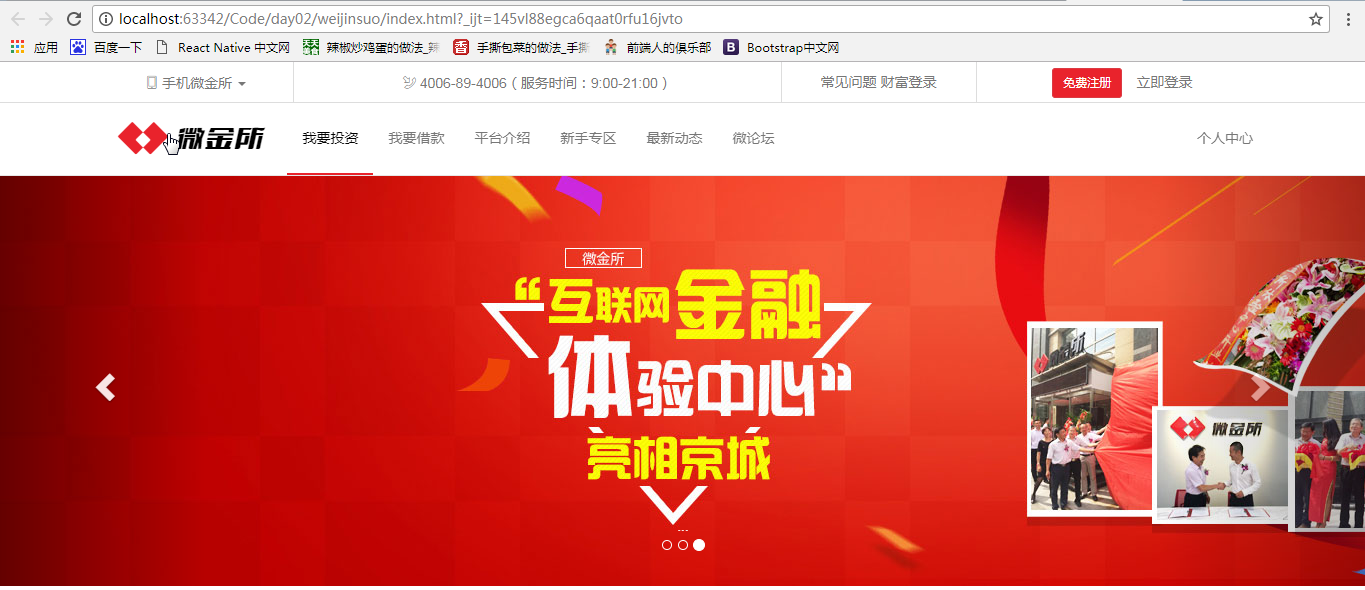 localhost:63342/Code/day02/weijinsuo/index.html?_ijt=145vl88egca6qaat0rfu16jvto
应用 百度一下 React Native 中文网 辣椒炒鸡蛋的做法_辣 手撕包菜的做法_手撕 前端人的俱乐部 B Bootstrap中文网
手机微金所 4006-89-4006 ( 服务时间：9:00-21:00 ) 常见问题 财富登录 免费注册 立即登录
微金所 我要投资 我要借款 平台介绍 新手专区 最新动态 微论坛 个人中心
微金所
“互联网金融
体验中心”
亮相京城
微金所
微金所
...